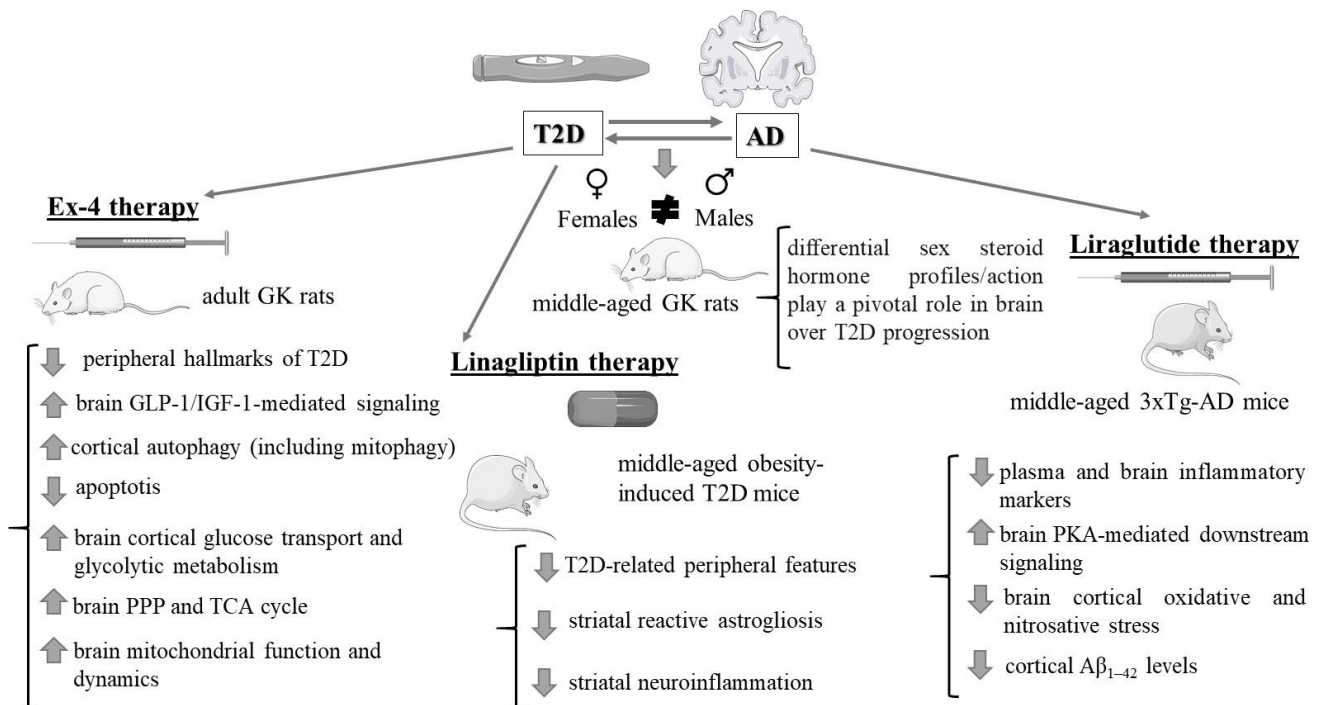 T2D
AD
♀
♂
Females ≠ Males
middle-aged GK rats
differential sex steroid
hormone profiles/action
play a pivotal role in brain
over T2D progression
Ex-4 therapy
adult GK rats
peripheral hallmarks of T2D
brain GLP-1/IGF-1-mediated signaling
cortical autophagy (including mitophagy)
apoptotis
brain cortical glucose transport and
glycolytic metabolism
brain PPP and TCA cycle
brain mitochondrial function and
dynamics
Linagliptin therapy
middle-aged obesity-
induced T2D mice
T2D-related peripheral features
striatal reactive astrogliosis
striatal neuroinflammation
Liraglutide therapy
middle-aged 3xTg-AD mice
plasma and brain inflammatory
markers
brain PKA-mediated downstream
signaling
brain cortical oxidative and
nitrosative stress
cortical Aβ₁₋₄₂ levels